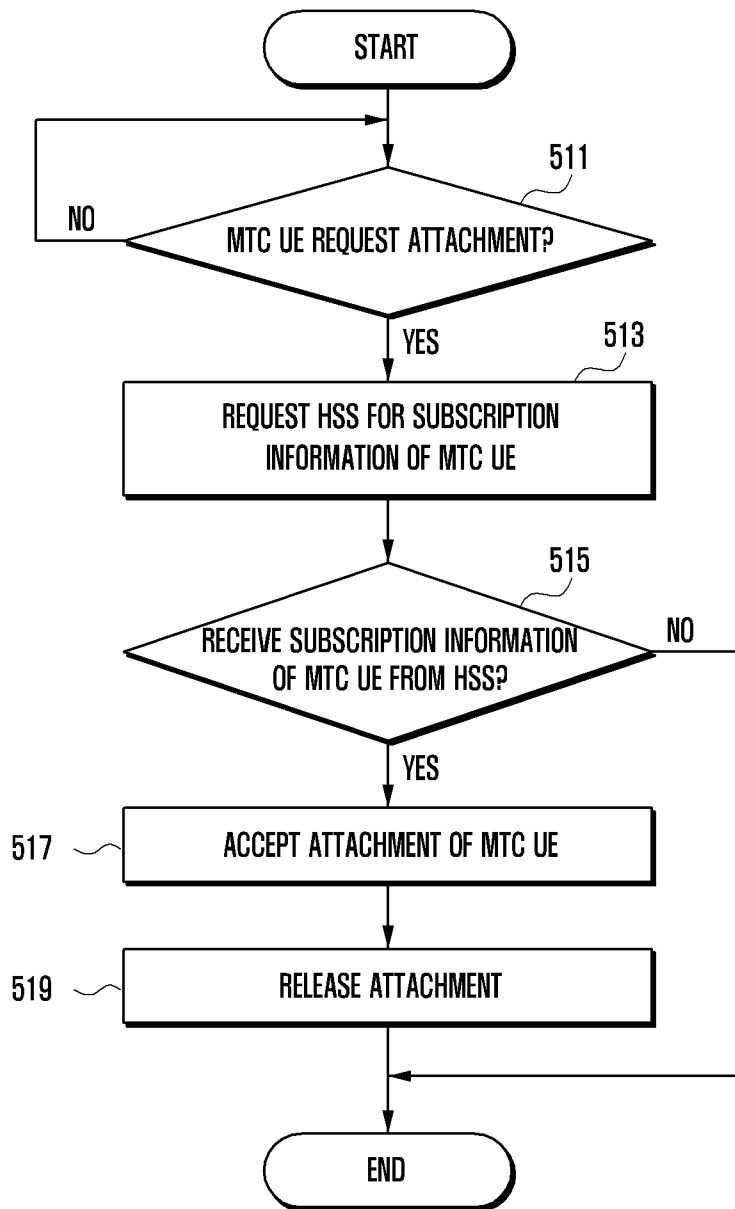 START
511
NO
MTC UE REQUEST ATTACHMENT?
YES
513
REQUEST HSS FOR SUBSCRIPTION
INFORMATION OF MTC UE
515
RECEIVE SUBSCRIPTION INFORMATION
OF MTC UE FROM HSS?
NO
YES
517
ACCEPT ATTACHMENT OF MTC UE
519
RELEASE ATTACHMENT
END